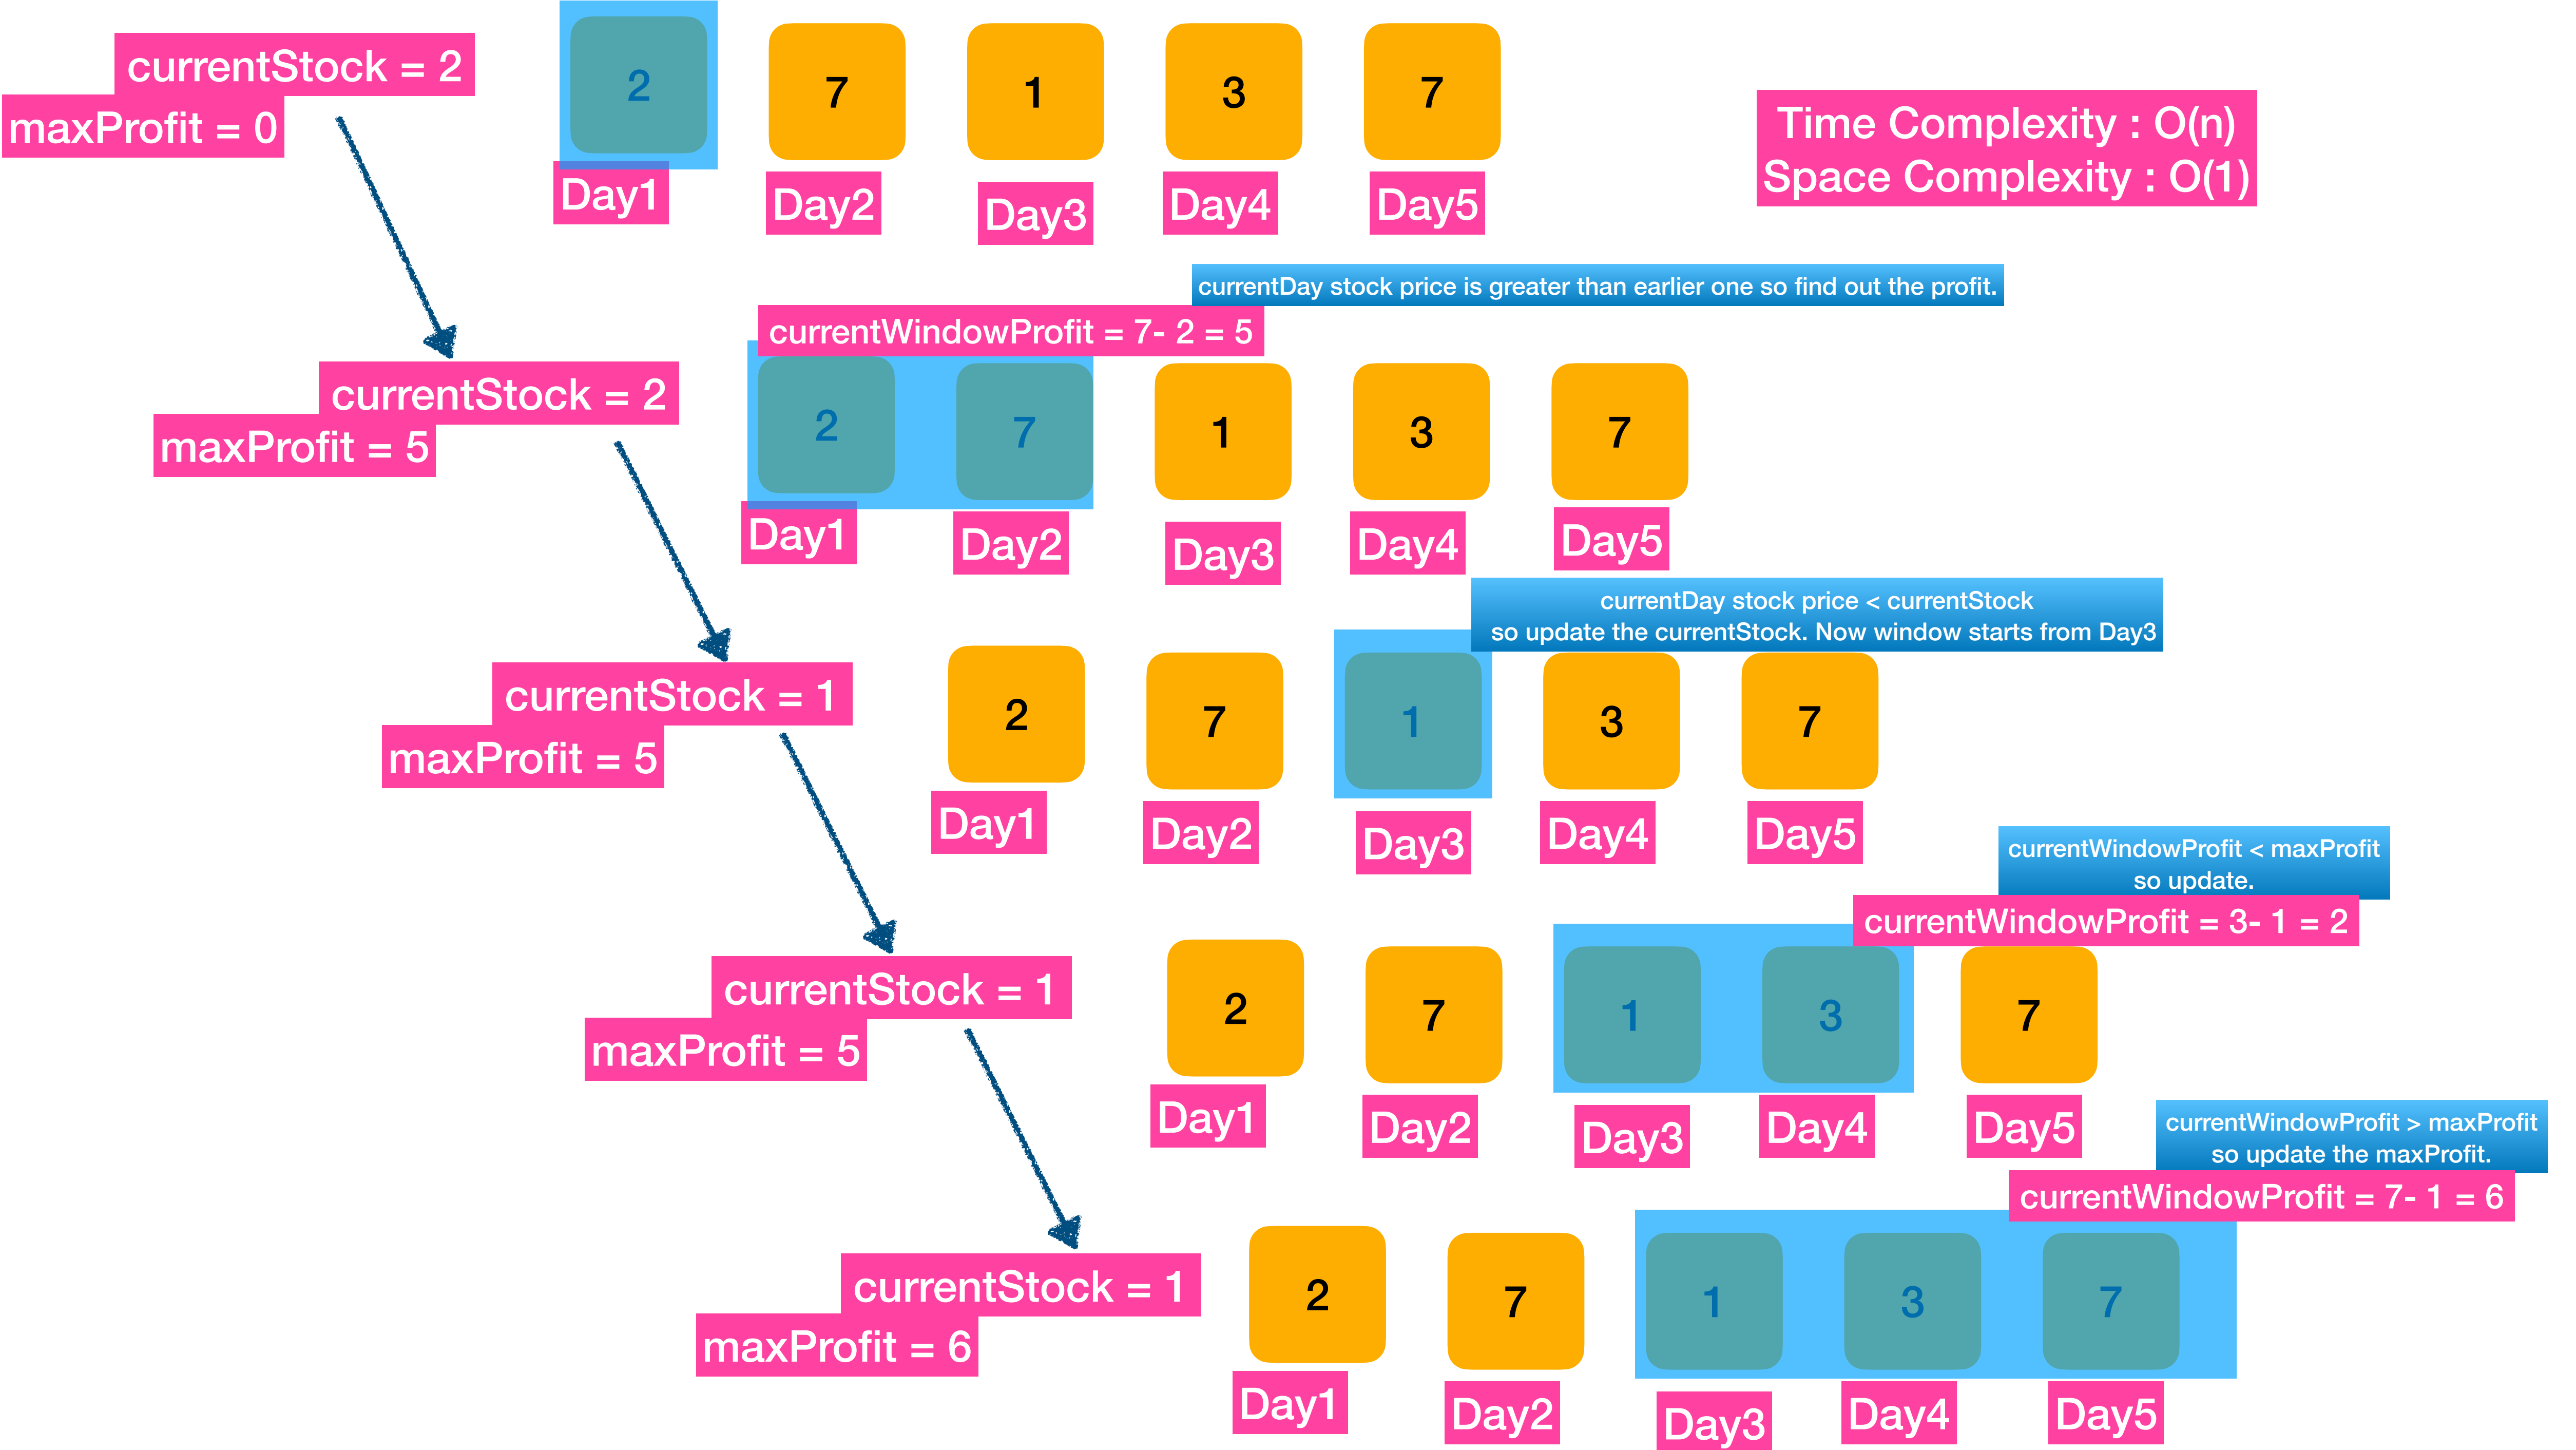 currentStock = 2
maxProfit = 0
2 7 1 3 7
Day1 Day2 Day3 Day4 Day5
Time Complexity : O(n)
Space Complexity : O(1)
currentDay stock price is greater than earlier one so find out the profit.
currentWindowProfit = 7- 2 = 5
currentStock = 2
maxProfit = 5
2 7 1 3 7
Day1 Day2 Day3 Day4 Day5
currentDay stock price < currentStock
so update the currentStock. Now window starts from Day3
currentStock = 1
maxProfit = 5
2 7 1 3 7
Day1 Day2 Day3 Day4 Day5
currentWindowProfit < maxProfit
so update.
currentWindowProfit = 3- 1 = 2
currentStock = 1
maxProfit = 5
2 7 1 3 7
Day1 Day2 Day3 Day4 Day5
currentWindowProfit > maxProfit
so update the maxProfit.
currentWindowProfit = 7- 1 = 6
currentStock = 1
maxProfit = 6
2 7 1 3 7
Day1 Day2 Day3 Day4 Day5